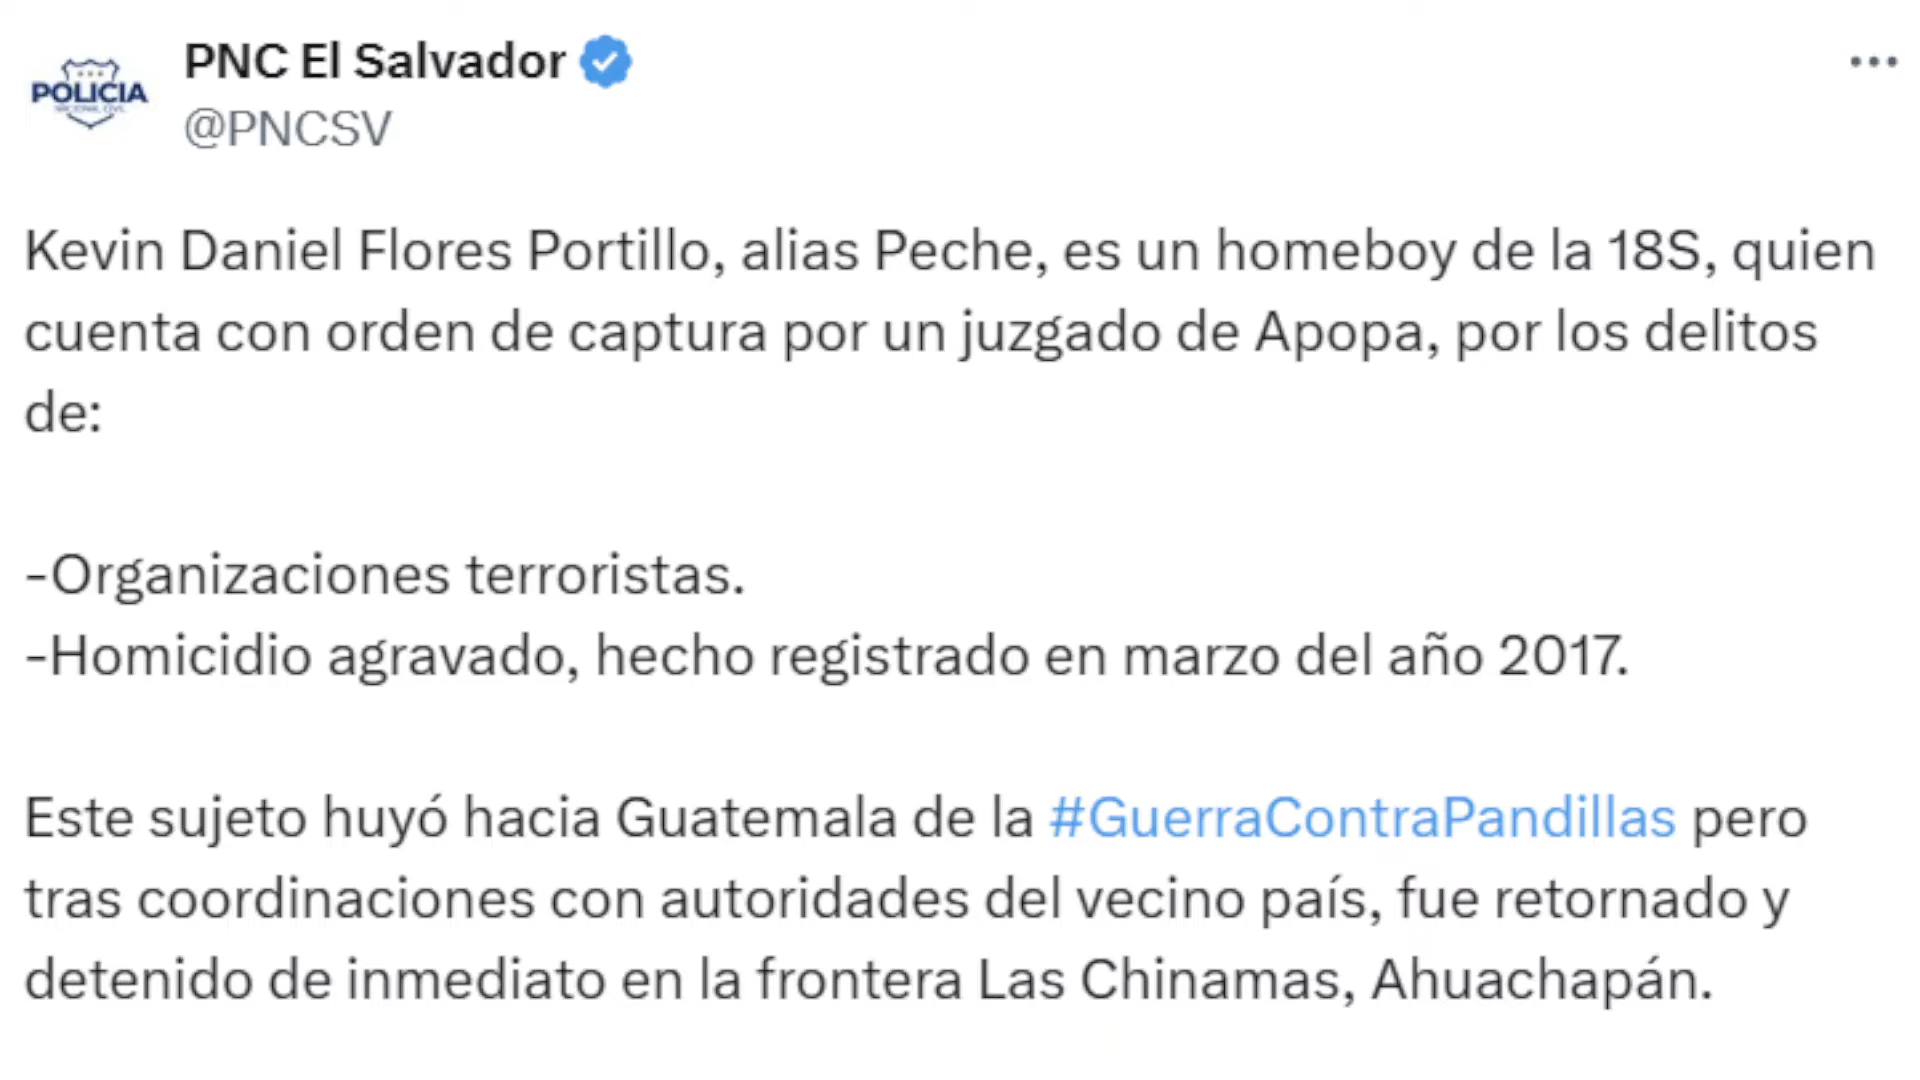 PNC El Salvador
@PNCSV
POLICIA
NACIONAL CIVIL
Kevin Daniel Flores Portillo, alias Peche, es un homeboy de la 18S, quien
cuenta con orden de captura por un juzgado de Apopa, por los delitos
de:
-Organizaciones terroristas.
-Homicidio agravado, hecho registrado en marzo del año 2017.
Este sujeto huyó hacia Guatemala de la #GuerraContraPandillas pero
tras coordinaciones con autoridades del vecino país, fue retornado y
detenido de inmediato en la frontera Las Chinamas, Ahuachapán.